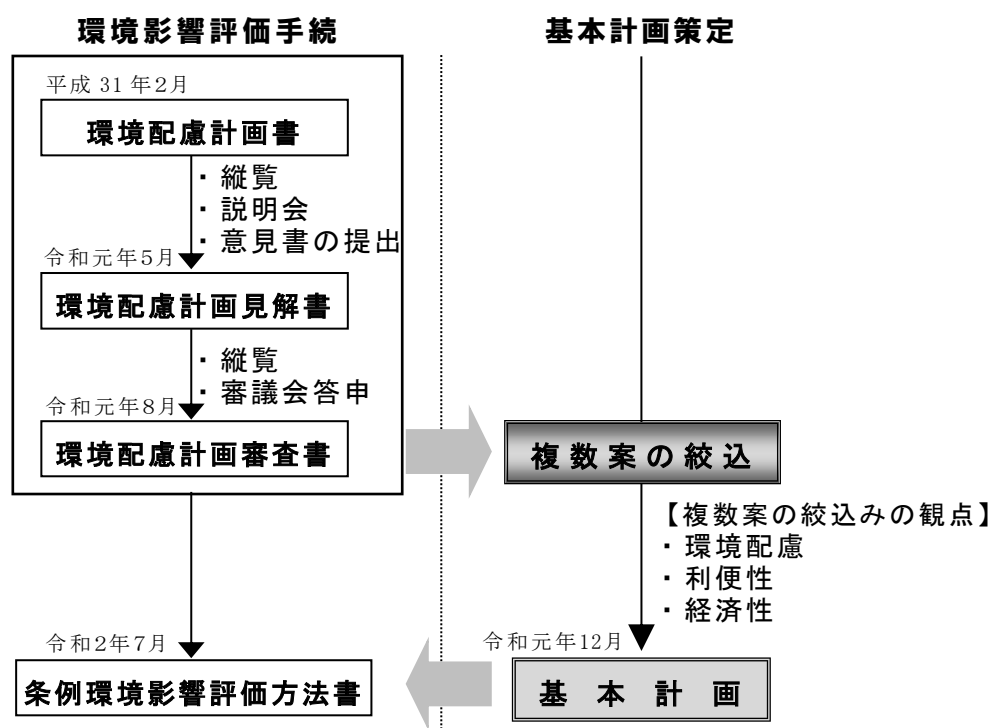 環境影響評価手続
平成 31 年2月
環境配慮計画書
・縦覧
・説明会
・意見書の提出
令和元年5月
環境配慮計画見解書
・縦覧
・審議会答申
令和元年8月
環境配慮計画審査書
令和2年7月
条例環境影響評価方法書
基本計画策定
複数案の絞込
【複数案の絞込みの観点】
・環境配慮
・利便性
・経済性
令和元年12月
基本計画